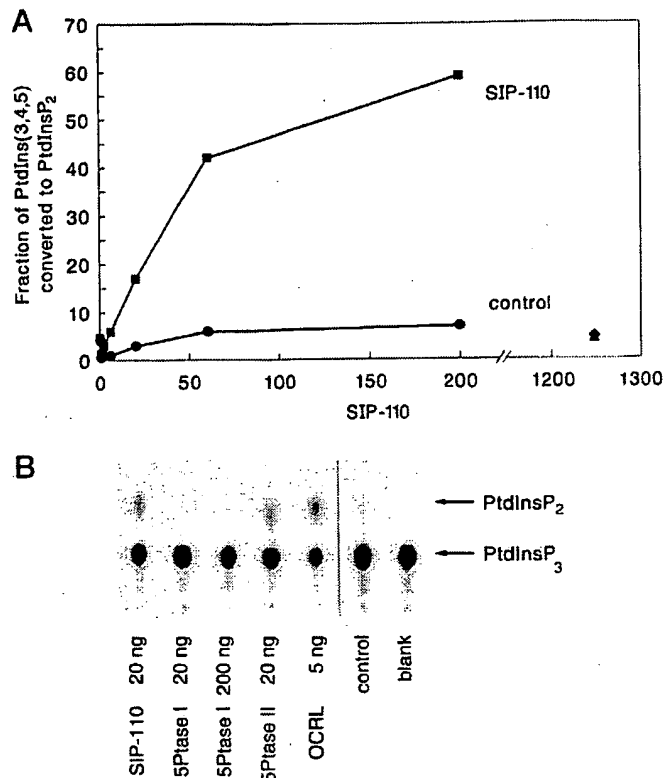 A
70
60
50
40
30
20
10
0
Fraction of PtdIns(3,4,5)
converted to PtdInsP2
SIP-110
control
0 50 100 150 200 1200 1300
SIP-110
B
PtdInsP2
PtdInsP3
SIP-110 20 ng
5Ptase I 20 ng
5Ptase I 200 ng
5Ptase II 20 ng
OCRL 5 ng
control
blank